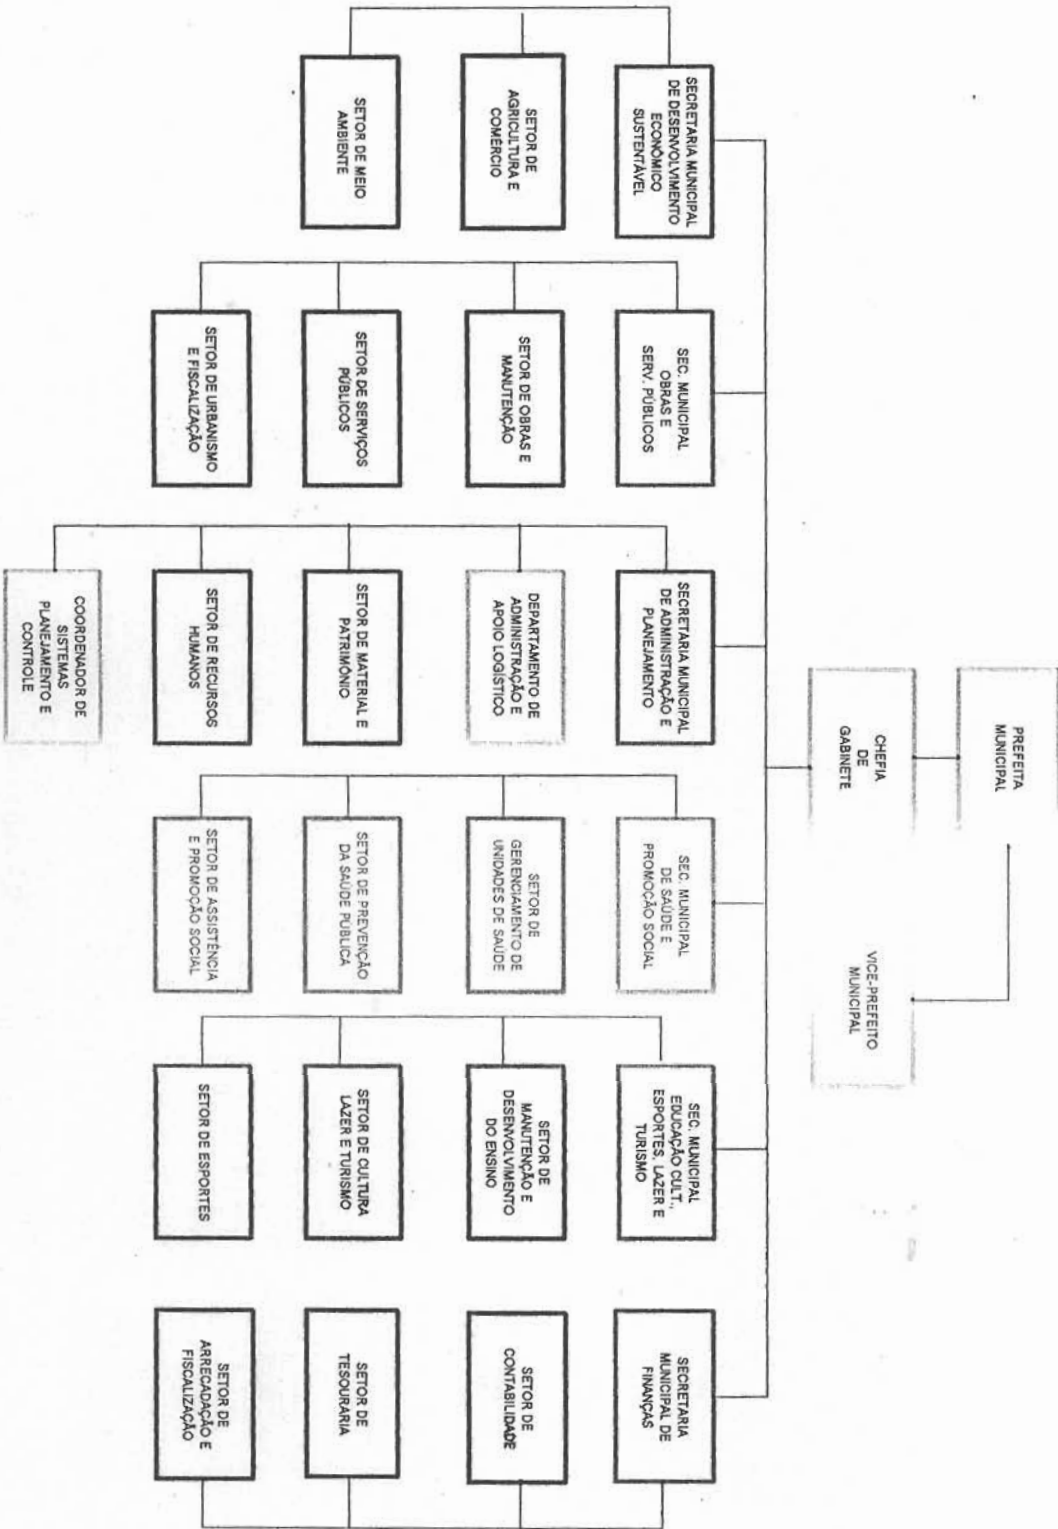 PREFEITA
MUNICIPAL
CHEFIA
DE
GABINETE
VICE-PREFEITO
MUNICIPAL
SECRETARIA MUNICIPAL
DE DESENVOLVIMENTO
ECONÔMICO
SUSTENTÁVEL
SETOR DE
AGRICULTURA E
COMÉRCIO
SETOR DE MEIO
AMBIENTE
SEC. MUNICIPAL
OBRAS E
SERV. PÚBLICOS
SETOR DE OBRAS E
MANUTENÇÃO
SETOR DE SERVIÇOS
PÚBLICOS
SETOR DE URBANISMO
E FISCALIZAÇÃO
SECRETARIA MUNICIPAL
DE ADMINISTRAÇÃO E
PLANEJAMENTO
DEPARTAMENTO DE
ADMINISTRAÇÃO E
APOIO LOGÍSTICO
SETOR DE MATERIAL E
PATRIMÔNIO
SETOR DE RECURSOS
HUMANOS
COORDENADOR DE
SISTEMAS
PLANEJAMENTO E
CONTROLE
SEC. MUNICIPAL
DE SAÚDE E
PROMOÇÃO SOCIAL
SETOR DE
GERENCIAMENTO DE
UNIDADES DE SAÚDE
SETOR DE PREVENÇÃO
DA SAÚDE PÚBLICA
SETOR DE ASSISTÊNCIA
E PROMOÇÃO SOCIAL
SEC. MUNICIPAL
EDUCAÇÃO CULT.,
ESPORTES, LAZER E
TURISMO
SETOR DE
MANUTENÇÃO E
DESENVOLVIMENTO
DO ENSINO
SETOR DE CULTURA
LAZER E TURISMO
SETOR DE ESPORTES
SECRETARIA
MUNICIPAL DE
FINANÇAS
SETOR DE
CONTABILIDADE
SETOR DE
TESOURARIA
SETOR DE
ARRECADAÇÃO E
FISCALIZAÇÃO